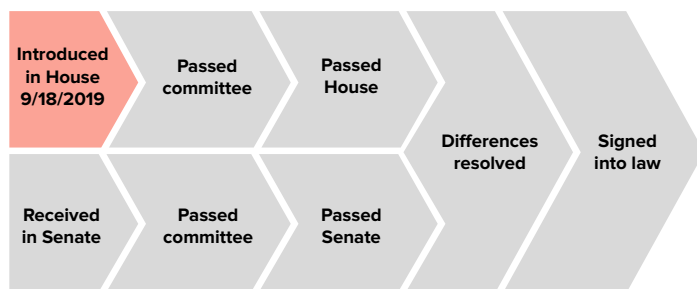 Introduced
in House
9/18/2019
Passed
committee
Passed
House
Differences
resolved
Signed
into law
Received
in Senate
Passed
committee
Passed
Senate